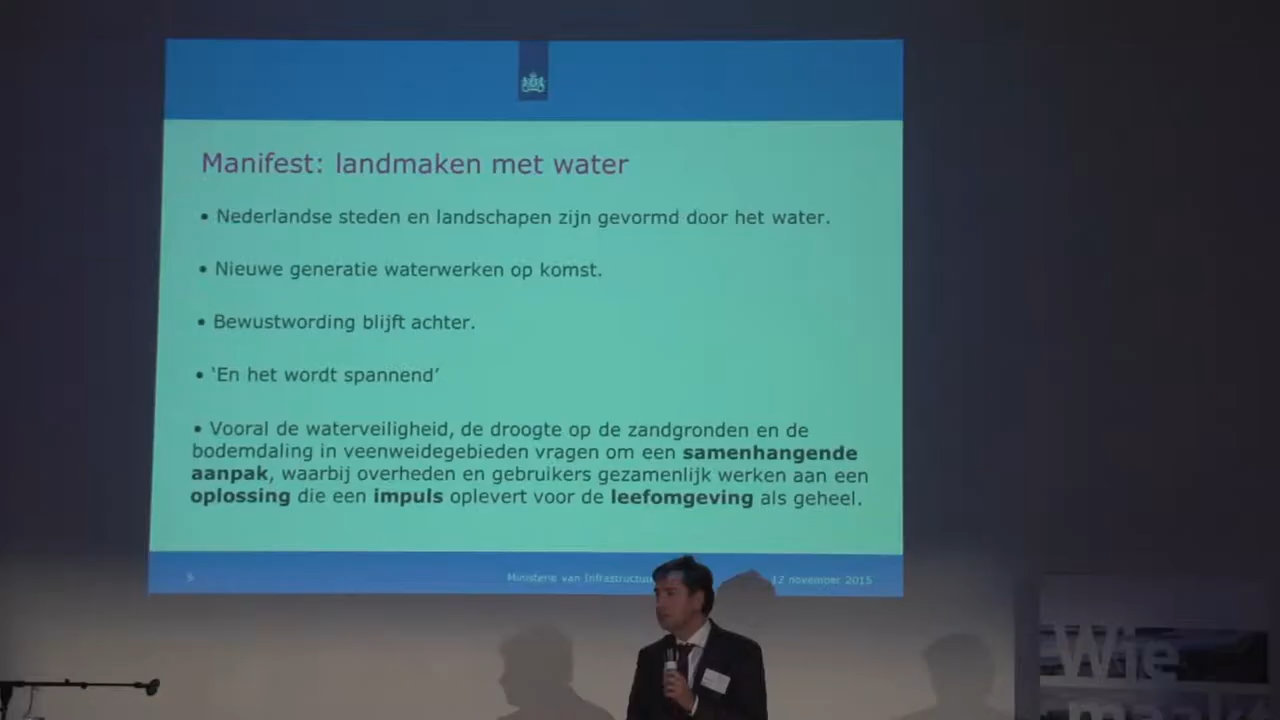 Manifest: landmaken met water
• Nederlandse steden en landschapen zijn gevormd door het water.
• Nieuwe generatie waterwerken op komst.
• Bewustwording blijft achter.
• ‘En het wordt spannend’
• Vooral de waterveiligheid, de droogte op de zandgronden en de
bodemdaling in veenweidegebieden vragen om een samenhangende
aanpak, waarbij overheden en gebruikers gezamenlijk werken aan een
oplossing die een impuls oplevert voor de leefomgeving als geheel.
Ministerie van Infrastructuur 12 november 2015
Wie
maakt